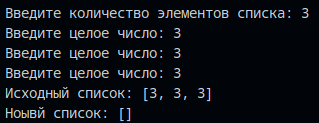 Введите количество элементов списка: 3
Введите целое число: 3
Введите целое число: 3
Введите целое число: 3
Исходный список: [3, 3, 3]
Ноывй список: []